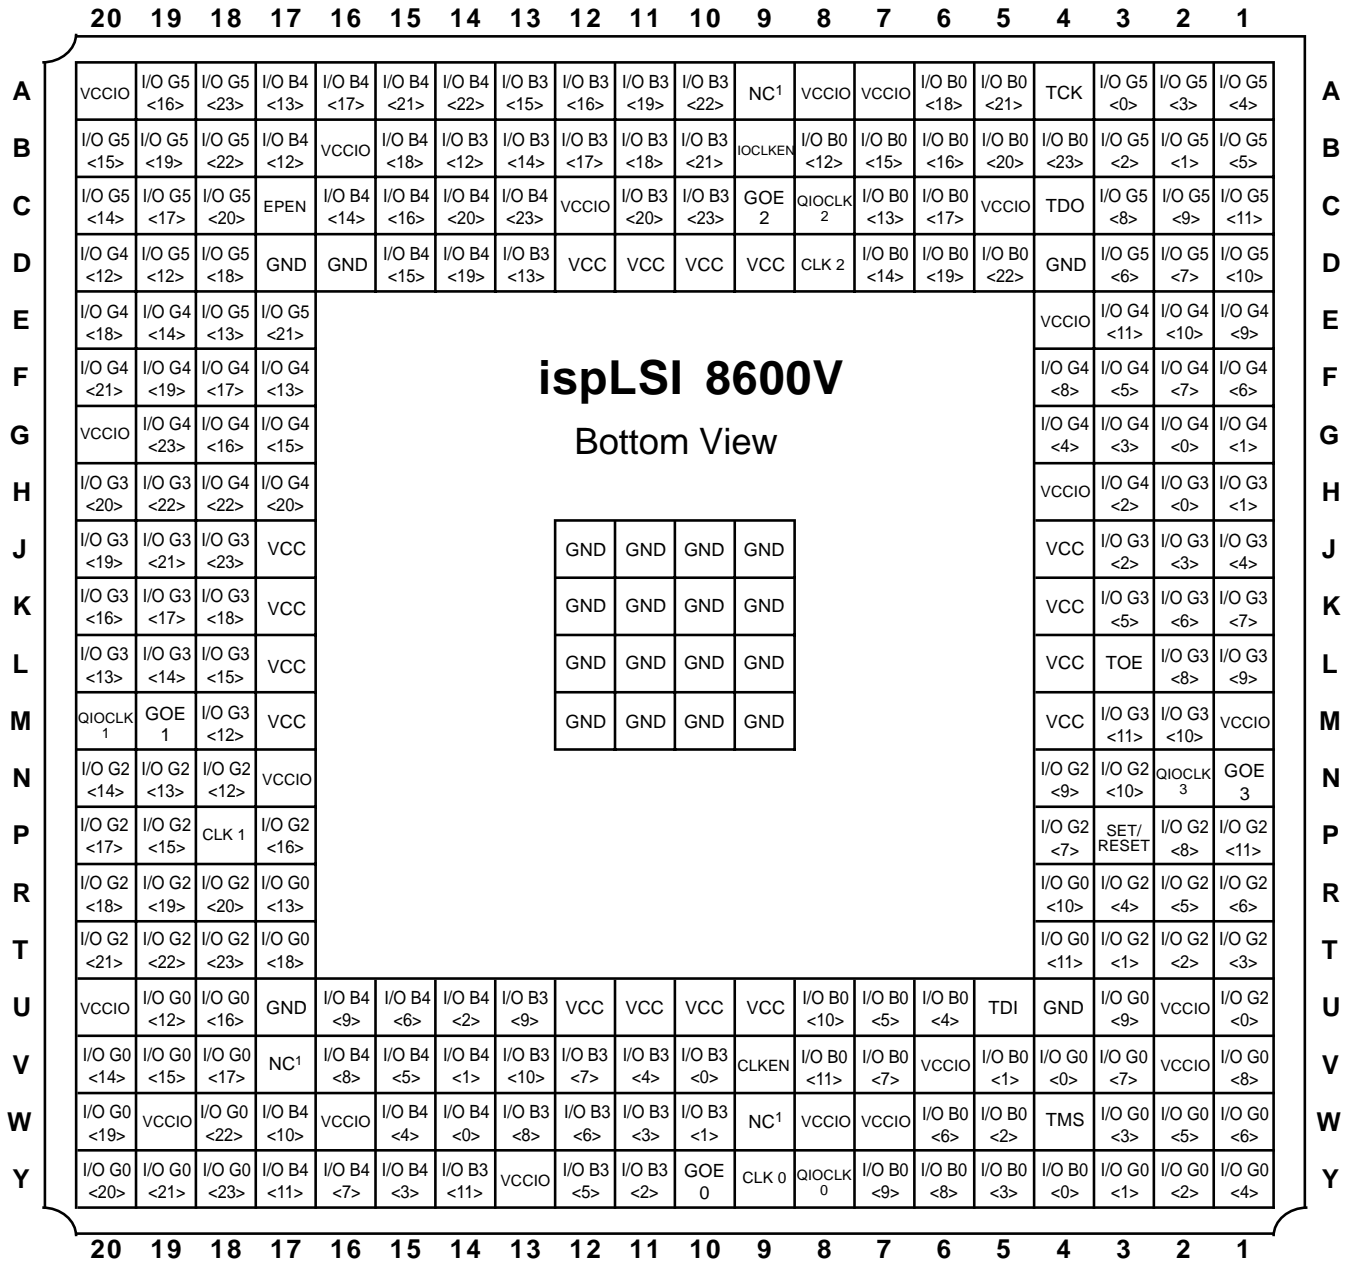 20 19 18 17 16 15 14 13 12 11 10 9 8 7 6 5 4 3 2 1
A VCCIO I/O G5 <16> I/O G5 <23> I/O B4 <13> I/O B4 <17> I/O B4 <21> I/O B4 <22> I/O B3 <15> I/O B3 <16> I/O B3 <19> I/O B3 <22> NC1 VCCIO VCCIO I/O B0 <18> I/O B0 <21> TCK I/O G5 <0> I/O G5 <3> I/O G5 <4> A
B I/O G5 <15> I/O G5 <19> I/O G5 <22> I/O B4 <12> VCCIO I/O B4 <18> I/O B3 <12> I/O B3 <14> I/O B3 <17> I/O B3 <18> I/O B3 <21> IOCLKEN I/O B0 <12> I/O B0 <15> I/O B0 <16> I/O B0 <20> I/O B0 <23> I/O G5 <2> I/O G5 <1> I/O G5 <5> B
C I/O G5 <14> I/O G5 <17> I/O G5 <20> EPEN I/O B4 <14> I/O B4 <16> I/O B4 <20> I/O B4 <23> VCCIO I/O B3 <20> I/O B3 <23> GOE 2 QIOCLK 2 I/O B0 <13> I/O B0 <17> VCCIO TDO I/O G5 <8> I/O G5 <9> I/O G5 <11> C
D I/O G4 <12> I/O G5 <12> I/O G5 <18> GND GND I/O B4 <15> I/O B4 <19> I/O B3 <13> VCC VCC VCC VCC CLK 2 I/O B0 <14> I/O B0 <19> I/O B0 <22> GND I/O G5 <6> I/O G5 <7> I/O G5 <10> D
E I/O G4 <18> I/O G4 <14> I/O G5 <13> I/O G5 <21> VCCIO I/O G4 <11> I/O G4 <10> I/O G4 <9> E
F I/O G4 <21> I/O G4 <19> I/O G4 <17> I/O G4 <13> ispLSI 8600V I/O G4 <8> I/O G4 <5> I/O G4 <7> I/O G4 <6> F
G VCCIO I/O G4 <23> I/O G4 <16> I/O G4 <15> Bottom View I/O G4 <4> I/O G4 <3> I/O G4 <0> I/O G4 <1> G
H I/O G3 <20> I/O G3 <22> I/O G4 <22> I/O G4 <20> VCCIO I/O G4 <2> I/O G3 <0> I/O G3 <1> H
J I/O G3 <19> I/O G3 <21> I/O G3 <23> VCC GND GND GND GND VCC I/O G3 <2> I/O G3 <3> I/O G3 <4> J
K I/O G3 <16> I/O G3 <17> I/O G3 <18> VCC GND GND GND GND VCC I/O G3 <5> I/O G3 <6> I/O G3 <7> K
L I/O G3 <13> I/O G3 <14> I/O G3 <15> VCC GND GND GND GND VCC TOE I/O G3 <8> I/O G3 <9> L
M QIOCLK 1 GOE 1 I/O G3 <12> VCC GND GND GND GND VCC I/O G3 <11> I/O G3 <10> VCCIO M
N I/O G2 <14> I/O G2 <13> I/O G2 <12> VCCIO I/O G2 <9> I/O G2 <10> QIOCLK 3 GOE 3 N
P I/O G2 <17> I/O G2 <15> CLK 1 I/O G2 <16> I/O G2 <7> SET/ RESET I/O G2 <8> I/O G2 <11> P
R I/O G2 <18> I/O G2 <19> I/O G2 <20> I/O G0 <13> I/O G0 <10> I/O G2 <4> I/O G2 <5> I/O G2 <6> R
T I/O G2 <21> I/O G2 <22> I/O G2 <23> I/O G0 <18> I/O G0 <11> I/O G2 <1> I/O G2 <2> I/O G2 <3> T
U VCCIO I/O G0 <12> I/O G0 <16> GND I/O B4 <9> I/O B4 <6> I/O B4 <2> I/O B3 <9> VCC VCC VCC VCC I/O B0 <10> I/O B0 <5> I/O B0 <4> TDI GND I/O G0 <9> VCCIO I/O G2 <0> U
V I/O G0 <14> I/O G0 <15> I/O G0 <17> NC1 I/O B4 <8> I/O B4 <5> I/O B4 <1> I/O B3 <10> I/O B3 <7> I/O B3 <4> I/O B3 <0> CLKEN I/O B0 <11> I/O B0 <7> VCCIO I/O B0 <1> I/O G0 <0> I/O G0 <7> VCCIO I/O G0 <8> V
W I/O G0 <19> VCCIO I/O G0 <22> I/O B4 <10> VCCIO I/O B4 <4> I/O B4 <0> I/O B3 <8> I/O B3 <6> I/O B3 <3> I/O B3 <1> NC1 VCCIO VCCIO I/O B0 <6> I/O B0 <2> TMS I/O G0 <3> I/O G0 <5> I/O G0 <6> W
Y I/O G0 <20> I/O G0 <21> I/O G0 <23> I/O B4 <11> I/O B4 <7> I/O B4 <3> I/O B3 <11> VCCIO I/O B3 <5> I/O B3 <2> GOE 0 CLK 0 QIOCLK 0 I/O B0 <9> I/O B0 <8> I/O B0 <3> I/O B0 <0> I/O G0 <1> I/O G0 <2> I/O G0 <4> Y
20 19 18 17 16 15 14 13 12 11 10 9 8 7 6 5 4 3 2 1